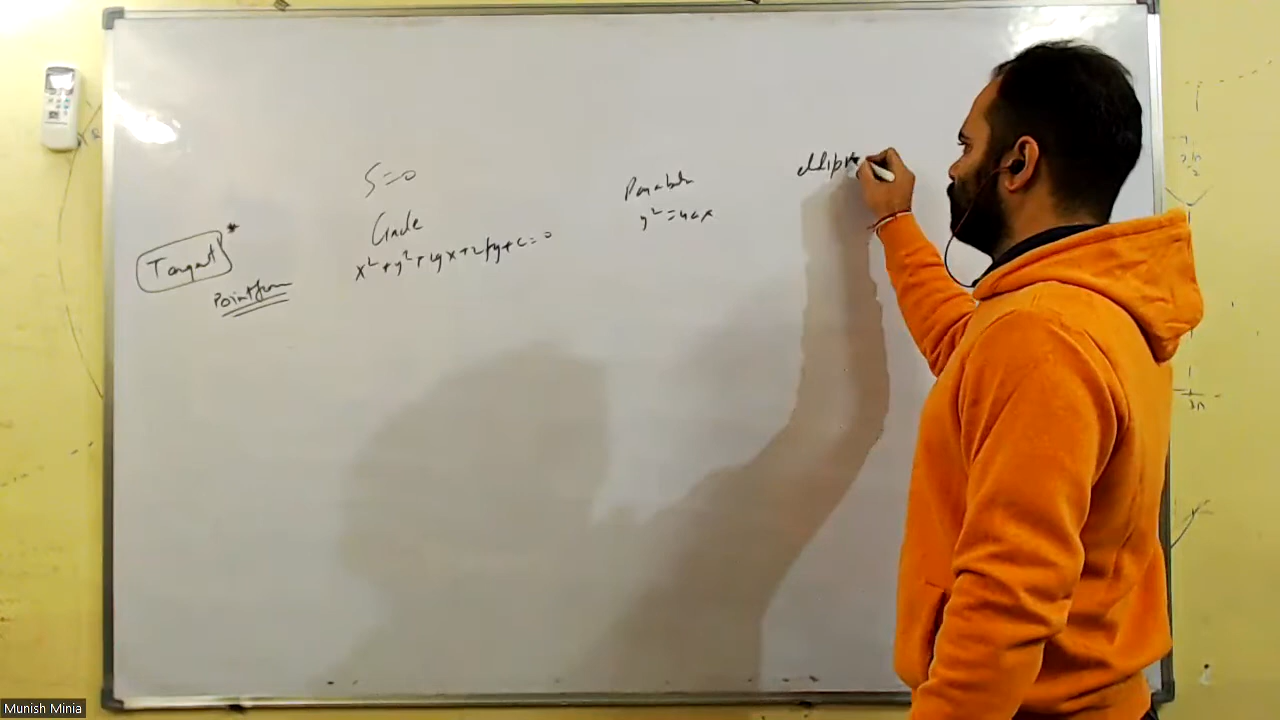 S=0
Circle
x²+y²+2gx+2fy+c=0
Parabola
y²=4ax
ellipse
Tangent *
Point form
Munish Minia